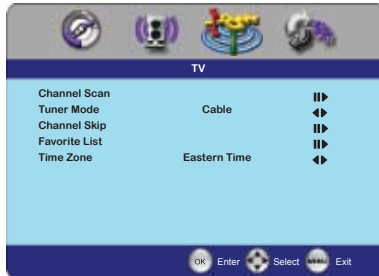 TV
Channel Scan
Tuner Mode Cable
Channel Skip
Favorite List
Time Zone Eastern Time
OK Enter Select MENU Exit